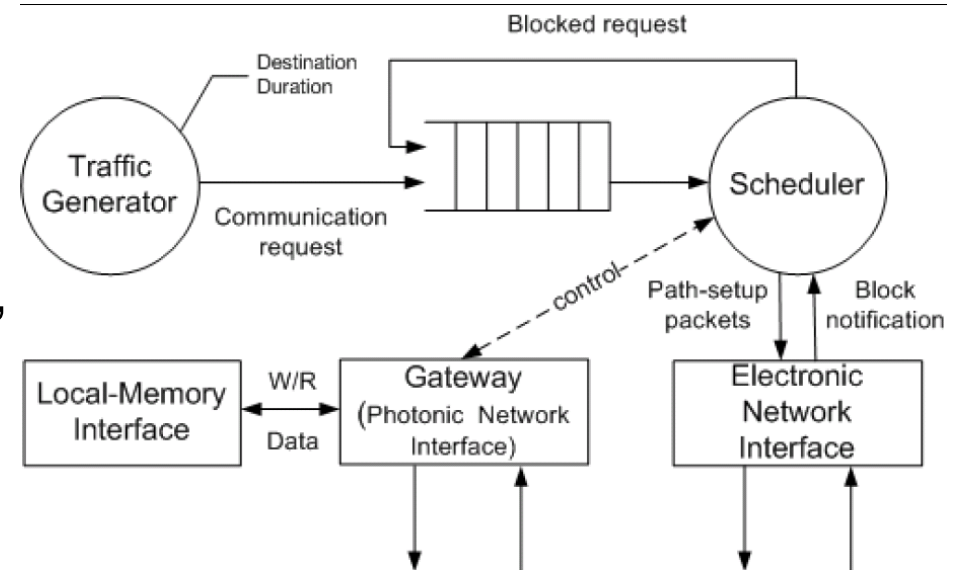 Blocked request
Destination
Duration
Traffic
Generator
Scheduler
Communication
request
control
Path-setup
packets
Block
notification
,
Local-Memory
Interface
W/R
Data
Gateway
(Photonic Network
Interface)
Electronic
Network
Interface